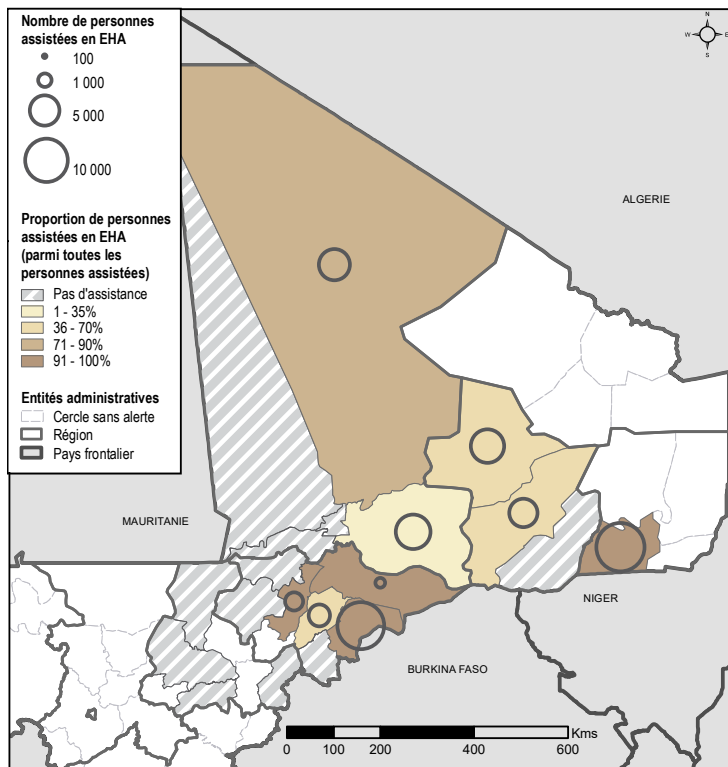 Nombre de personnes
assistées en EHA
100
1 000
5 000
10 000
Proportion de personnes
assistées en EHA
(parmi toutes les
personnes assistées)
Pas d'assistance
1 - 35%
36 - 70%
71 - 90%
91 - 100%
Entités administratives
Cercle sans alerte
Région
Pays frontalier
N
W E
S
ALGERIE
MAURITANIE
NIGER
BURKINA FASO
Kms
0 100 200 400 600